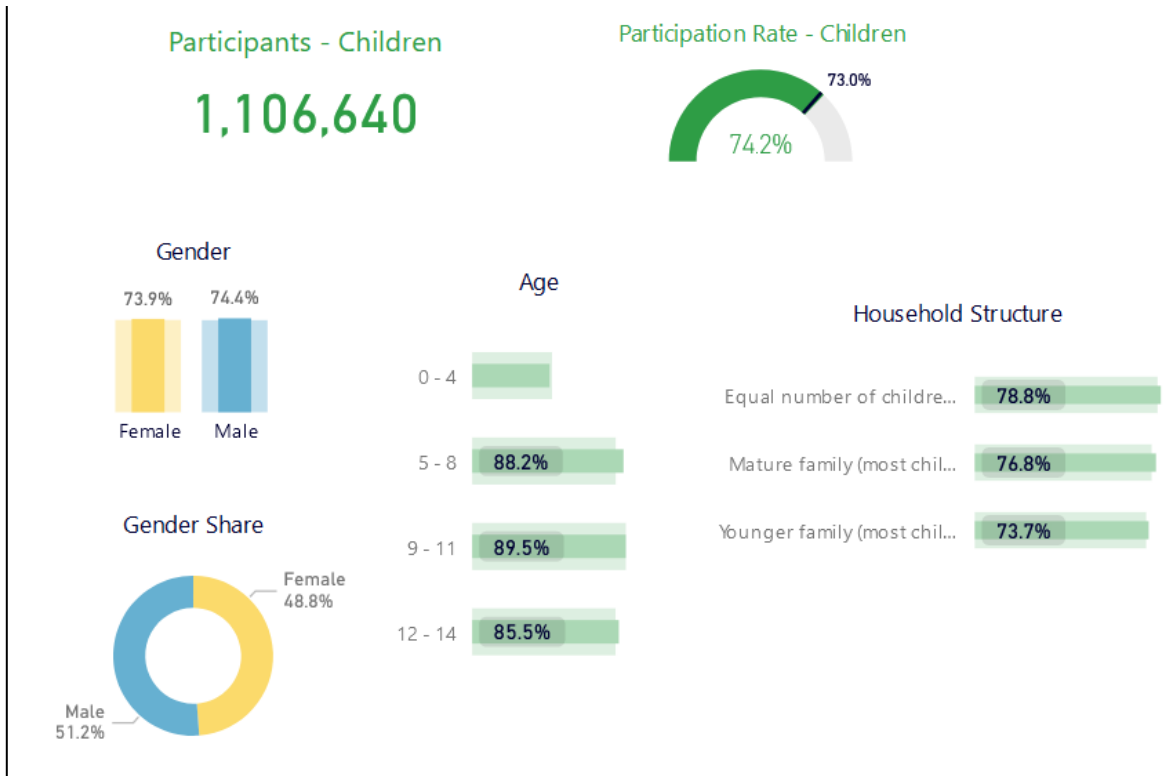 Participants - Children
1,106,640
Participation Rate - Children
73.0%
74.2%
Gender
73.9%
74.4%
Female
Male
Gender Share
Female
48.8%
Male
51.2%
Age
0 - 4
5 - 8
88.2%
9 - 11
89.5%
12 - 14
85.5%
Household Structure
Equal number of childre...
78.8%
Mature family (most chil...
76.8%
Younger family (most chil...
73.7%